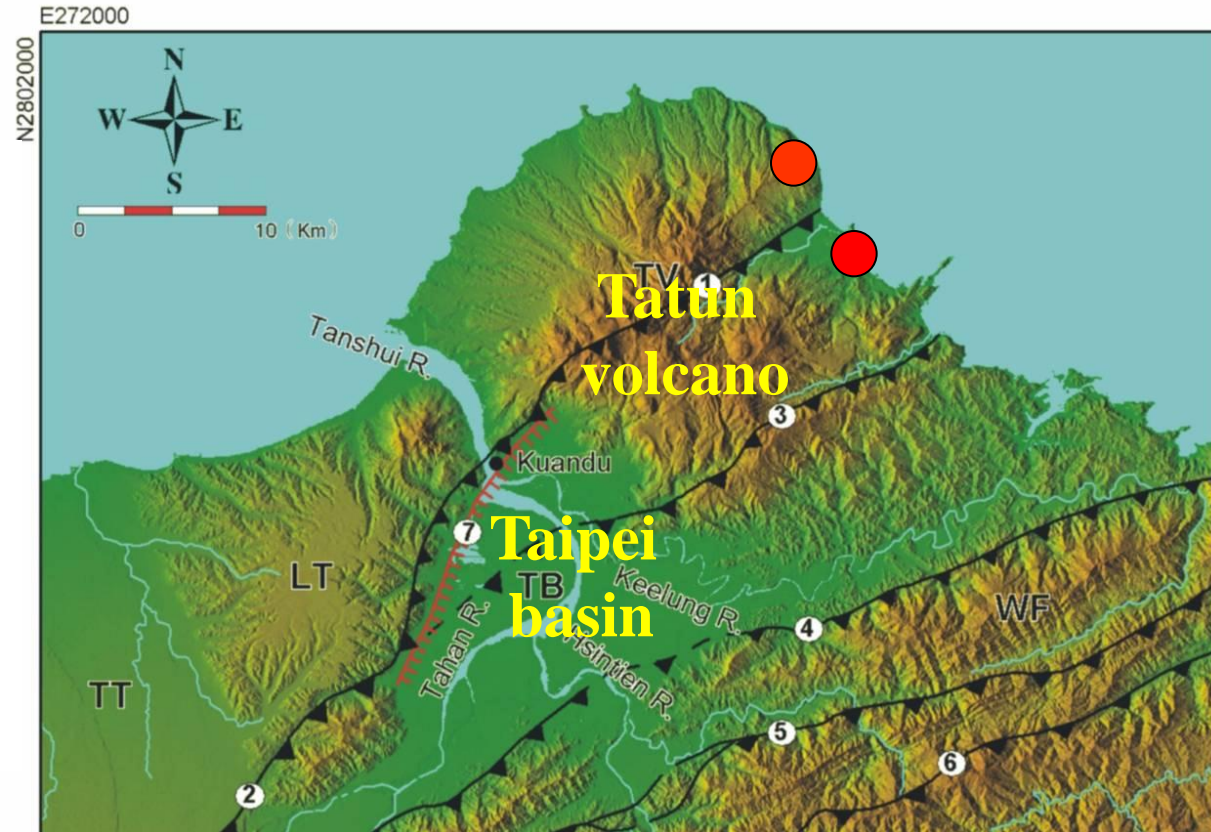 E272000
N2802000
N
W E
S
0 10 (Km)
TV
1
Tatun
volcano
Tanshui R.
3
Kuandu
7
Taipei
basin
LT
TB
Keelung R.
WF
4
Tahan R.
Hsintien R.
TT
5
6
2